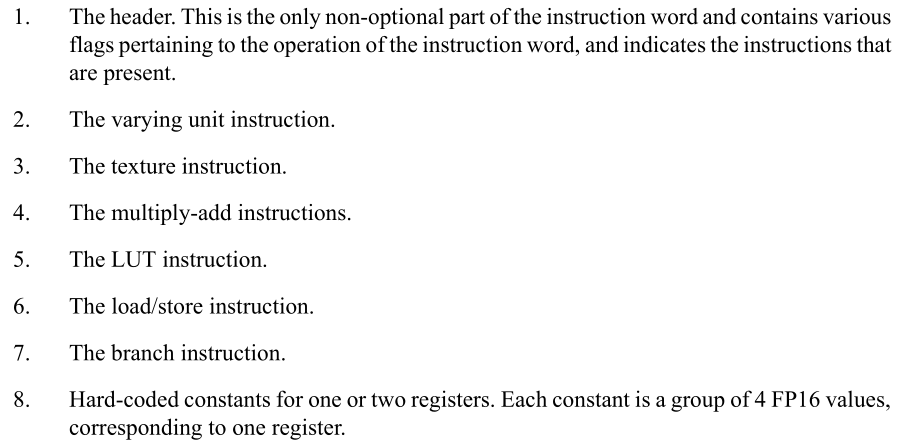 1. The header. This is the only non-optional part of the instruction word and contains various
flags pertaining to the operation of the instruction word, and indicates the instructions that
are present.
2. The varying unit instruction.
3. The texture instruction.
4. The multiply-add instructions.
5. The LUT instruction.
6. The load/store instruction.
7. The branch instruction.
8. Hard-coded constants for one or two registers. Each constant is a group of 4 FP16 values,
corresponding to one register.